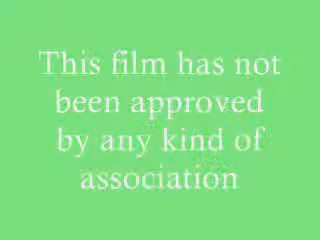 This film has not
been approved
by any kind of
association